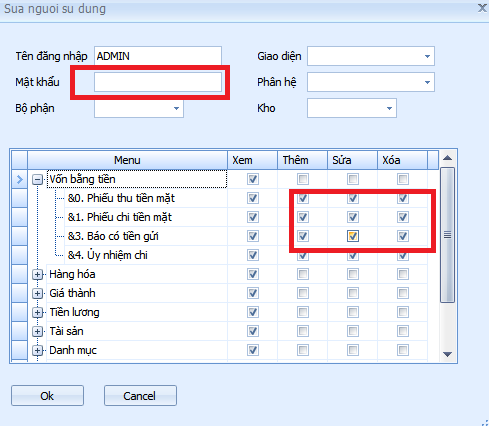 Sua nguoi su dung
Tên đăng nhập ADMIN Giao diện
Mật khẩu Phân hệ
Bộ phận Kho
Menu Xem Thêm Sửa Xóa
Vốn bằng tiền
&0. Phiếu thu tiền mặt
&1. Phiếu chi tiền mặt
&3. Báo có tiền gửi
&4. Ủy nhiệm chi
Hàng hóa
Giá thành
Tiền lương
Tài sản
Danh mục
Ok Cancel